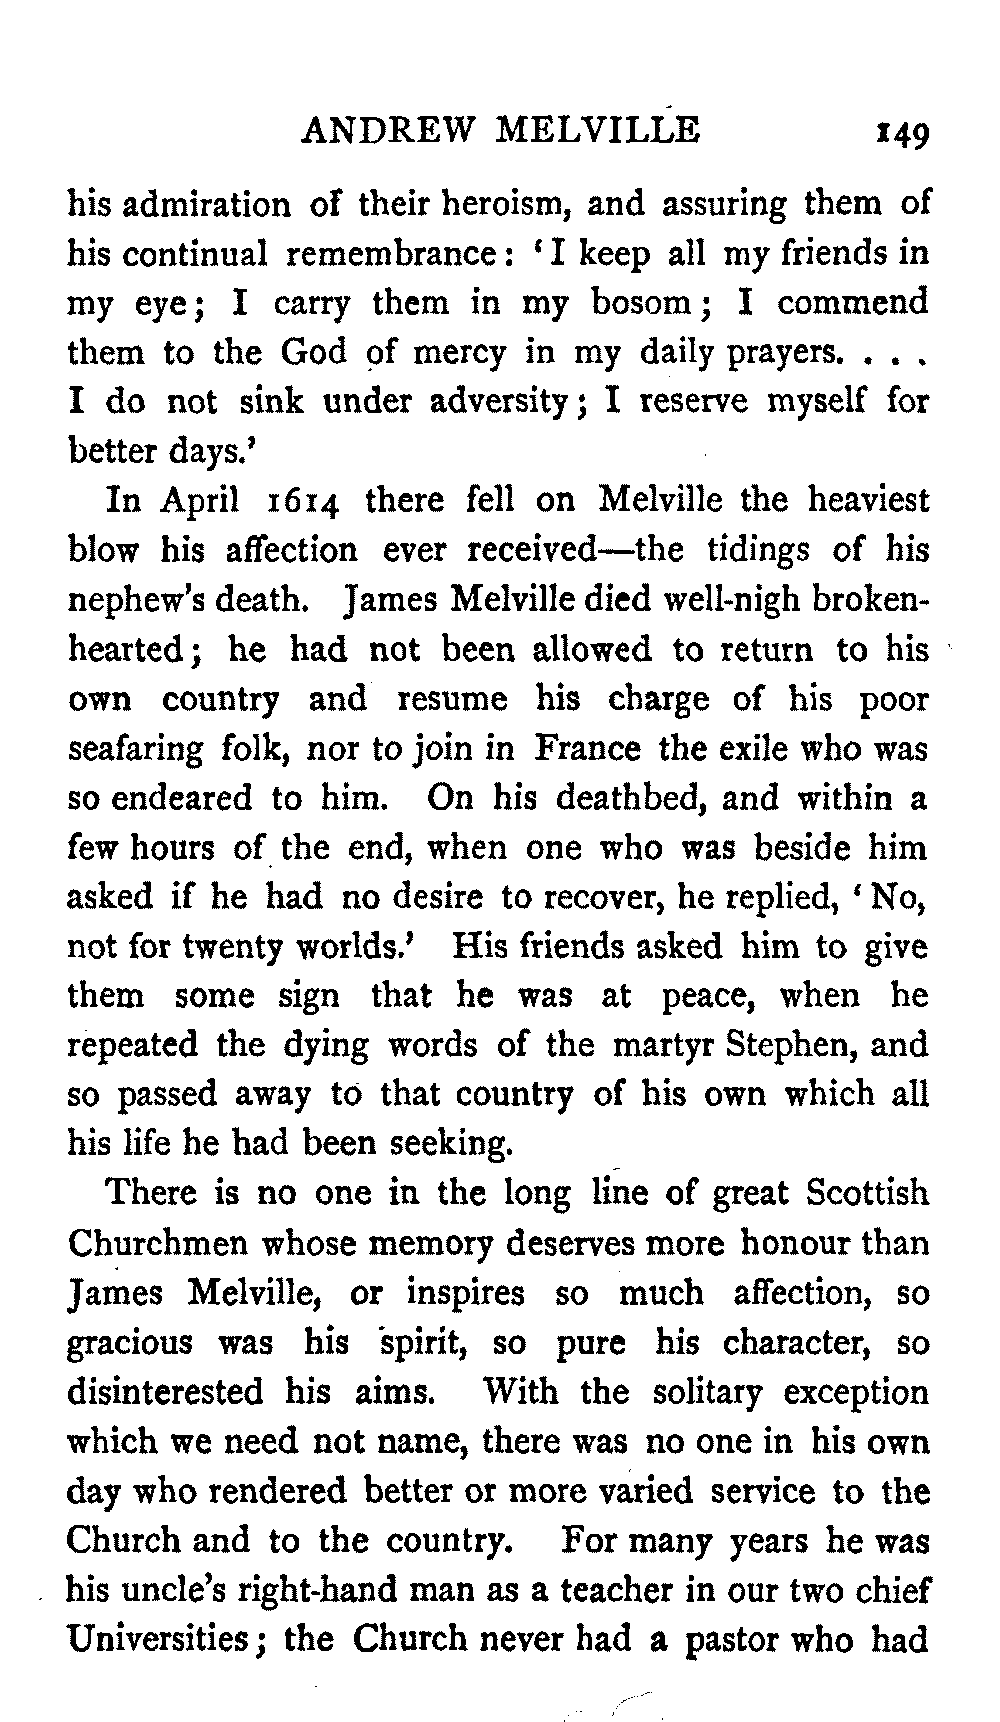 ANDREW MELVILLE 149
his admiration of their heroism, and assuring them of
his continual remembrance: ‘I keep all my friends in
my eye; I carry them in my bosom; I commend
them to the God of mercy in my daily prayers. . . .
I do not sink under adversity; I reserve myself for
better days.’
In April 1614 there fell on Melville the heaviest
blow his affection ever received—the tidings of his
nephew’s death. James Melville died well-nigh broken-
hearted; he had not been allowed to return to his
own country and resume his charge of his poor
seafaring folk, nor to join in France the exile who was
so endeared to him. On his deathbed, and within a
few hours of the end, when one who was beside him
asked if he had no desire to recover, he replied, ‘No,
not for twenty worlds.’ His friends asked him to give
them some sign that he was at peace, when he
repeated the dying words of the martyr Stephen, and
so passed away to that country of his own which all
his life he had been seeking.
There is no one in the long line of great Scottish
Churchmen whose memory deserves more honour than
James Melville, or inspires so much affection, so
gracious was his spirit, so pure his character, so
disinterested his aims. With the solitary exception
which we need not name, there was no one in his own
day who rendered better or more varied service to the
Church and to the country. For many years he was
his uncle’s right-hand man as a teacher in our two chief
Universities; the Church never had a pastor who had